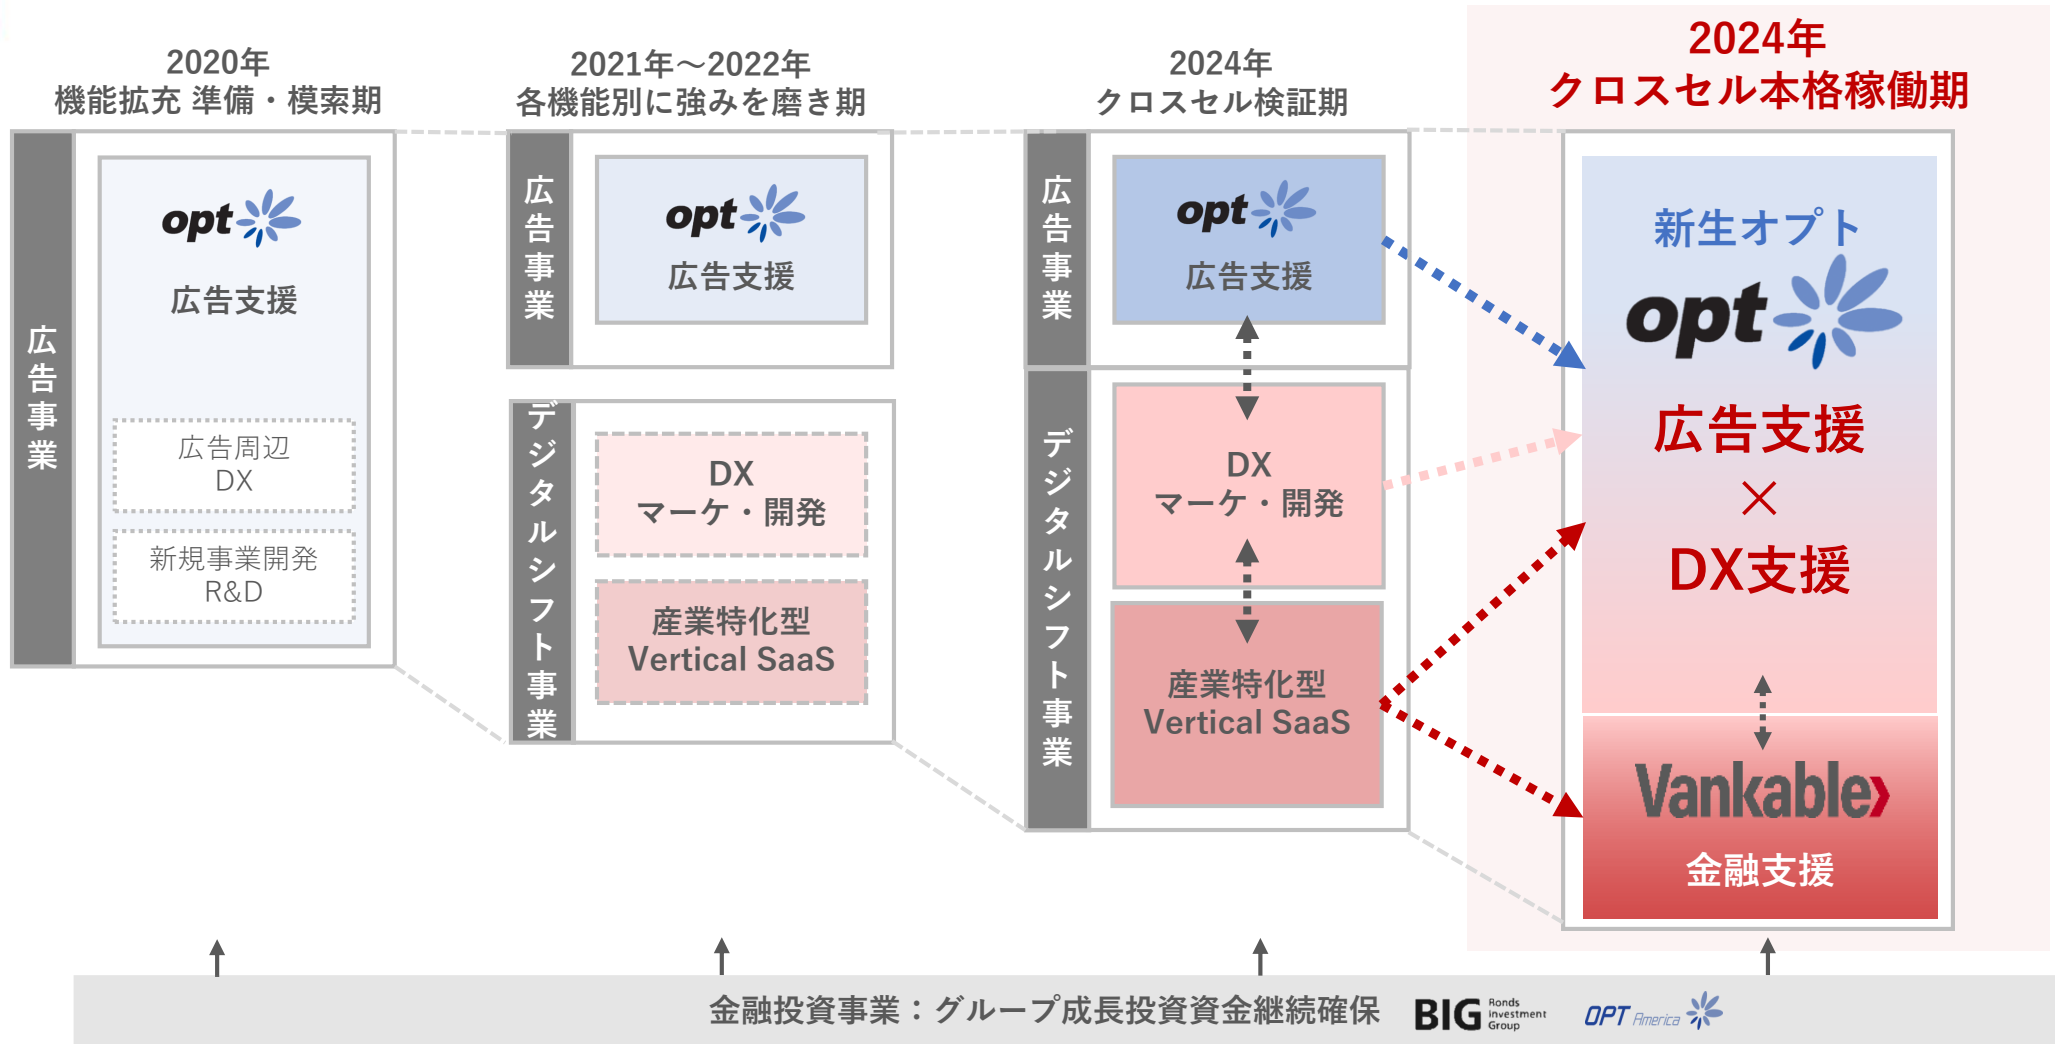 2020年
機能拡充 準備・模索期
広告事業
opt
広告支援
広告周辺
DX
新規事業開発
R&D
2021年～2022年
各機能別に強みを磨き期
広告事業
opt
広告支援
デジタルシフト事業
DX
マーケ・開発
産業特化型
Vertical SaaS
2024年
クロスセル検証期
広告事業
opt
広告支援
デジタルシフト事業
DX
マーケ・開発
産業特化型
Vertical SaaS
2024年
クロスセル本格稼働期
新生オプト
opt
広告支援
×
DX支援
Vankable
金融支援
金融投資事業：グループ成長投資資金継続確保
BIG
Bonds
Investment
Group
OPT America